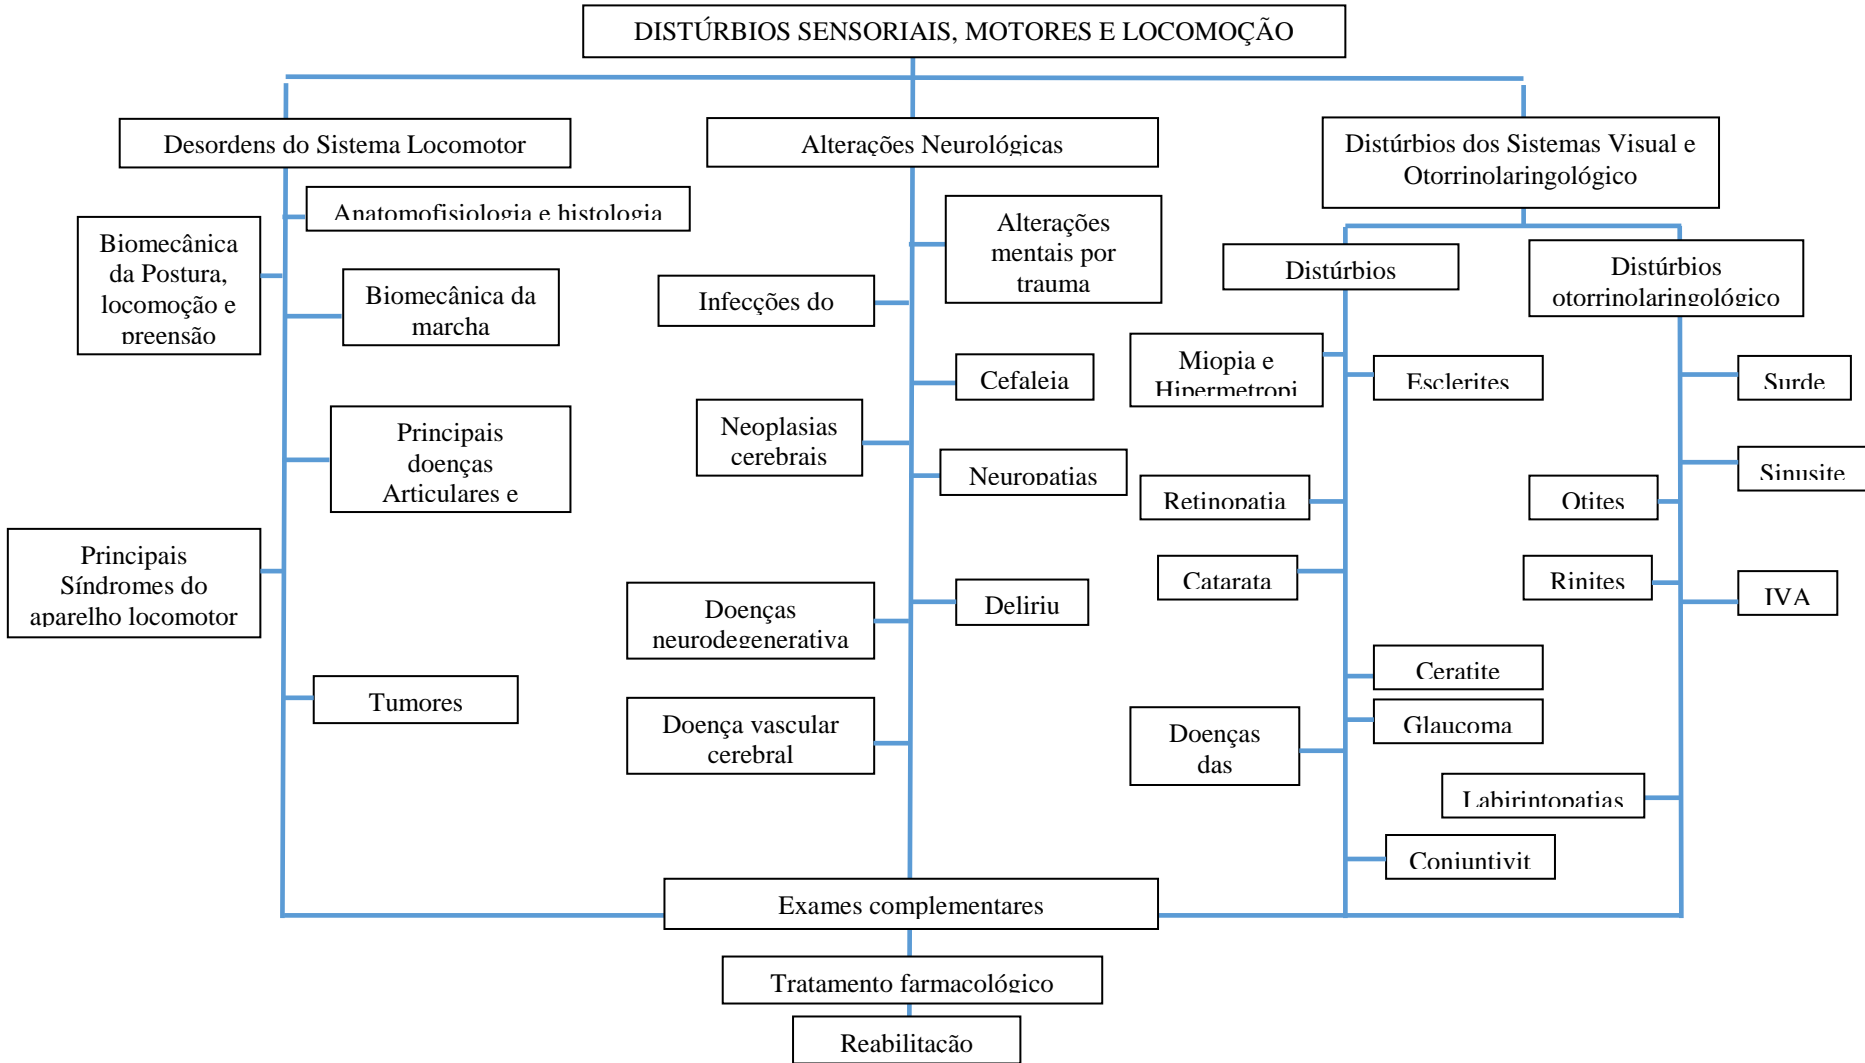 DISTÚRBIOS SENSORIAIS, MOTORES E LOCOMOÇÃO
Desordens do Sistema Locomotor
Anatomofisiologia e histologia
Biomecânica
da Postura,
locomoção e
preensão
Biomecânica da
marcha
Principais
doenças
Articulares e
Principais
Síndromes do
aparelho locomotor
Tumores
Alterações Neurológicas
Alterações
mentais por
trauma
Infecções do
Cefaleia
Neoplasias
cerebrais
Neuropatias
Deliriu
Doenças
neurodegenerativa
Doença vascular
cerebral
Distúrbios dos Sistemas Visual e
Otorrinolaringológico
Distúrbios
Miopia e
Hipermetropi
Esclerites
Retinopatia
Catarata
Ceratite
Glaucoma
Doenças
das
Conjuntivit
Distúrbios
otorrinolaringológico
Surde
Sinusite
Otites
Rinites
IVA
Labirintopatias
Exames complementares
Tratamento farmacológico
Reabilitação